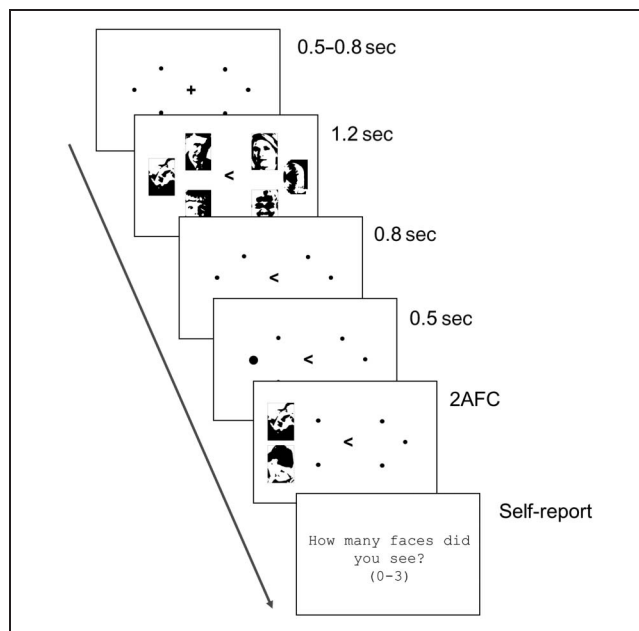 0.5–0.8 sec
+
1.2 sec
<
0.8 sec
<
0.5 sec
<
2AFC
<
Self-report
How many faces did
you see?
(0-3)